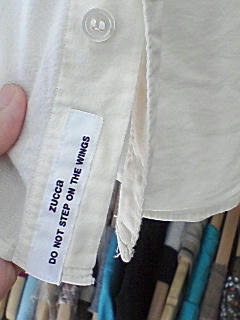 zucca
DO NOT STEP ON THE WINGS